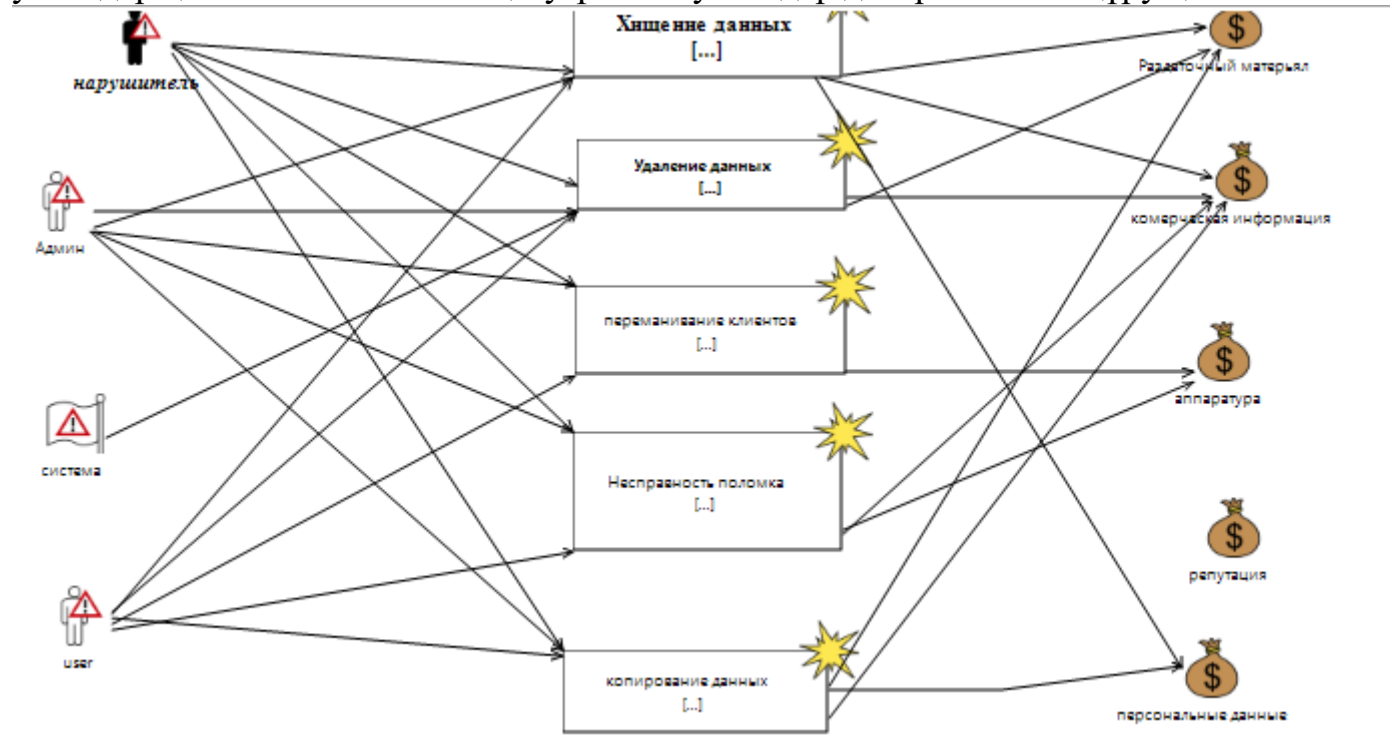 Хищение данных
[...]
нарушитель
Раздаточный матерьял
Удаление данных
[...]
Админ
комерческая информация
переманивание клиентов
[...]
аппаратура
система
Несправность поломка
[...]
репутация
user
копирование данных
[...]
персональные данные